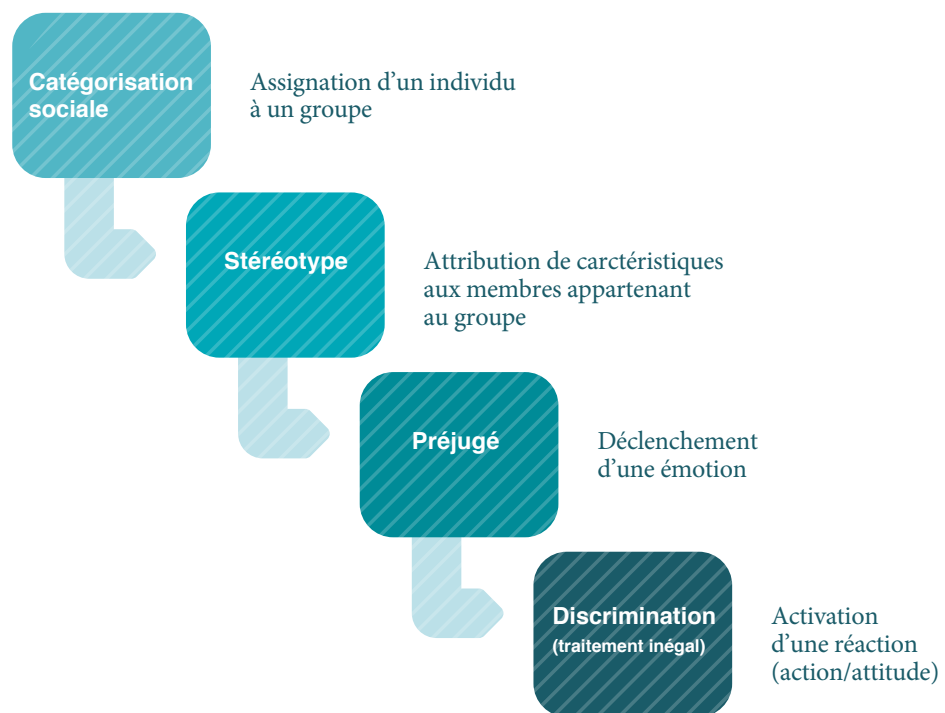 Catégorisation
sociale
Assignation d’un individu
à un groupe
Stéréotype
Attribution de carctéristiques
aux membres appartenant
au groupe
Préjugé
Déclenchement
d’une émotion
Discrimination
(traitement inégal)
Activation
d’une réaction
(action/attitude)